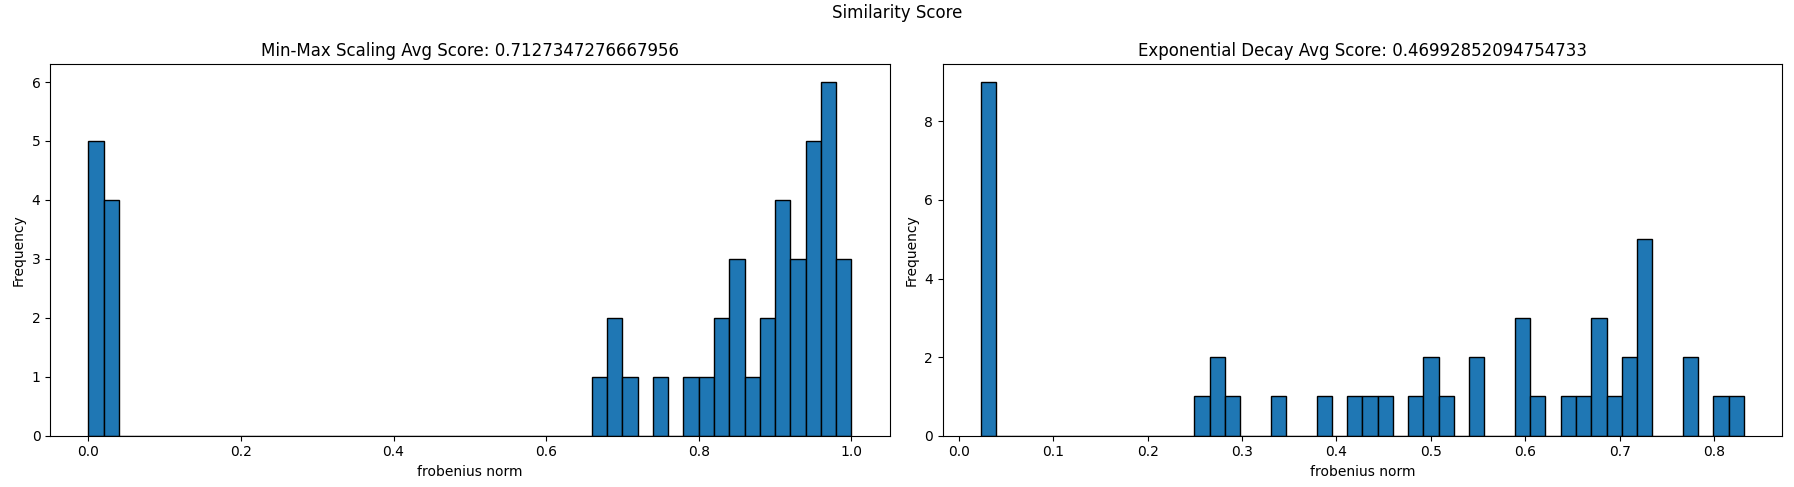 Similarity Score
Min-Max Scaling Avg Score: 0.7127347276667956
Frequency
6
5
4
3
2
1
0
0.0 0.2 0.4 0.6 0.8 1.0
frobenius norm
Exponential Decay Avg Score: 0.46992852094754733
Frequency
8
6
4
2
0
0.0 0.1 0.2 0.3 0.4 0.5 0.6 0.7 0.8
frobenius norm